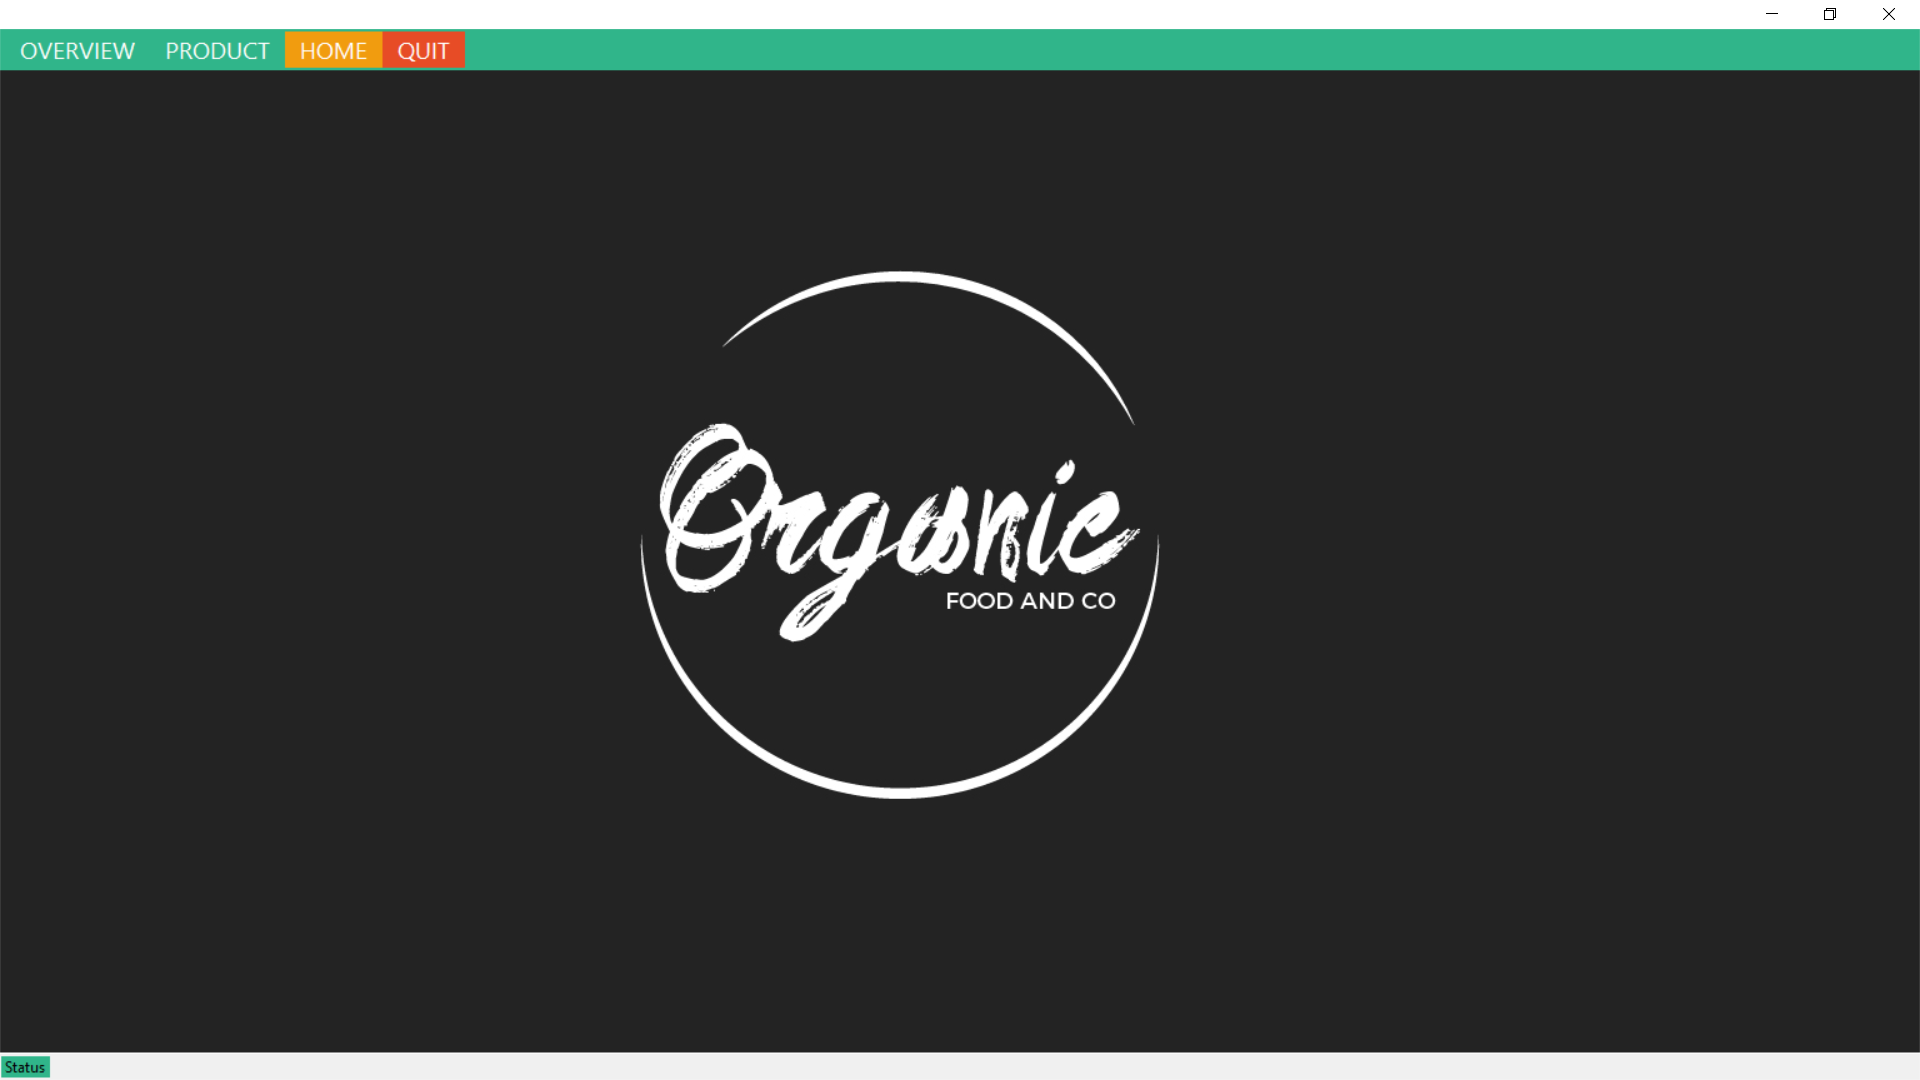 OVERVIEW PRODUCT HOME QUIT
Organic
FOOD AND CO
Status